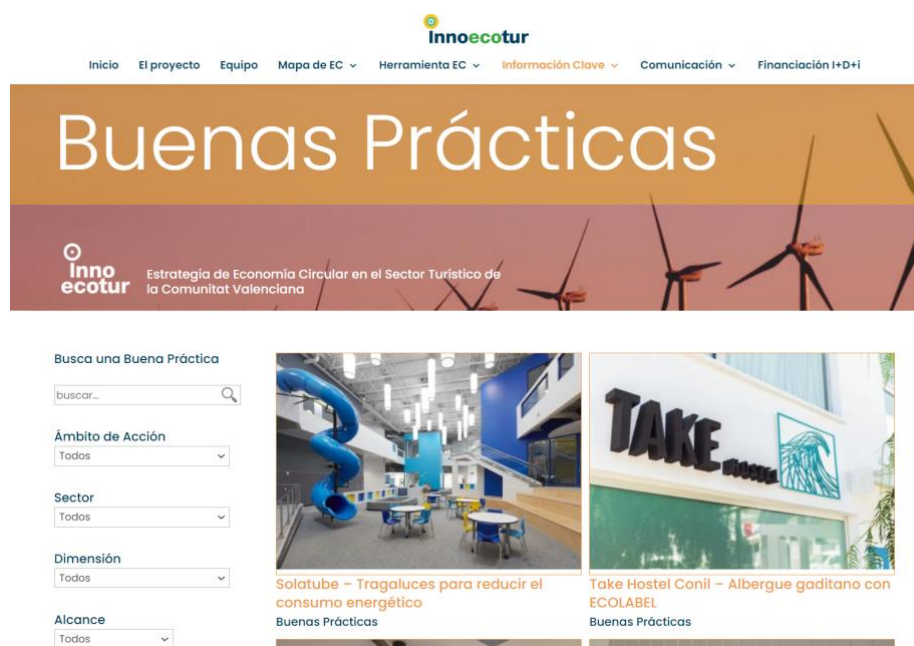 Innoecotur
Inicio El proyecto Equipo Mapa de EC Herramienta EC Información Clave Comunicación Financiación I+D+i
Buenas Prácticas
Inno
ecotur
Estrategia de Economía Circular en el Sector Turístico de
la Comunitat Valenciana
Busca una Buena Práctica
buscar...
Ámbito de Acción
Todos
Sector
Todos
Dimensión
Todos
Alcance
Todos
TAKE HOSTEL
Solatube – Tragaluces para reducir el
consumo energético
Buenas Prácticas
Take Hostel Conil – Albergue gaditano con
ECOLABEL
Buenas Prácticas